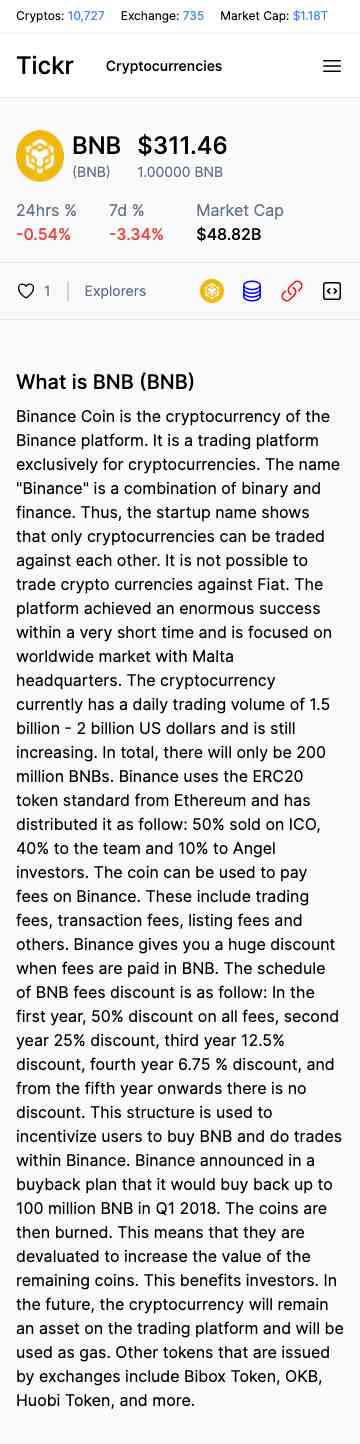 Cryptos: 10,727 Exchange: 735 Market Cap: $1.18T
Tickr Cryptocurrencies
BNB $311.46
(BNB) 1.00000 BNB
24hrs % 7d % Market Cap
-0.54% -3.34% $48.82B
1 Explorers
What is BNB (BNB)
Binance Coin is the cryptocurrency of the
Binance platform. It is a trading platform
exclusively for cryptocurrencies. The name
"Binance" is a combination of binary and
finance. Thus, the startup name shows
that only cryptocurrencies can be traded
against each other. It is not possible to
trade crypto currencies against Fiat. The
platform achieved an enormous success
within a very short time and is focused on
worldwide market with Malta
headquarters. The cryptocurrency
currently has a daily trading volume of 1.5
billion - 2 billion US dollars and is still
increasing. In total, there will only be 200
million BNBs. Binance uses the ERC20
token standard from Ethereum and has
distributed it as follow: 50% sold on ICO,
40% to the team and 10% to Angel
investors. The coin can be used to pay
fees on Binance. These include trading
fees, transaction fees, listing fees and
others. Binance gives you a huge discount
when fees are paid in BNB. The schedule
of BNB fees discount is as follow: In the
first year, 50% discount on all fees, second
year 25% discount, third year 12.5%
discount, fourth year 6.75 % discount, and
from the fifth year onwards there is no
discount. This structure is used to
incentivize users to buy BNB and do trades
within Binance. Binance announced in a
buyback plan that it would buy back up to
100 million BNB in Q1 2018. The coins are
then burned. This means that they are
devaluated to increase the value of the
remaining coins. This benefits investors. In
the future, the cryptocurrency will remain
an asset on the trading platform and will be
used as gas. Other tokens that are issued
by exchanges include Bibox Token, OKB,
Huobi Token, and more.